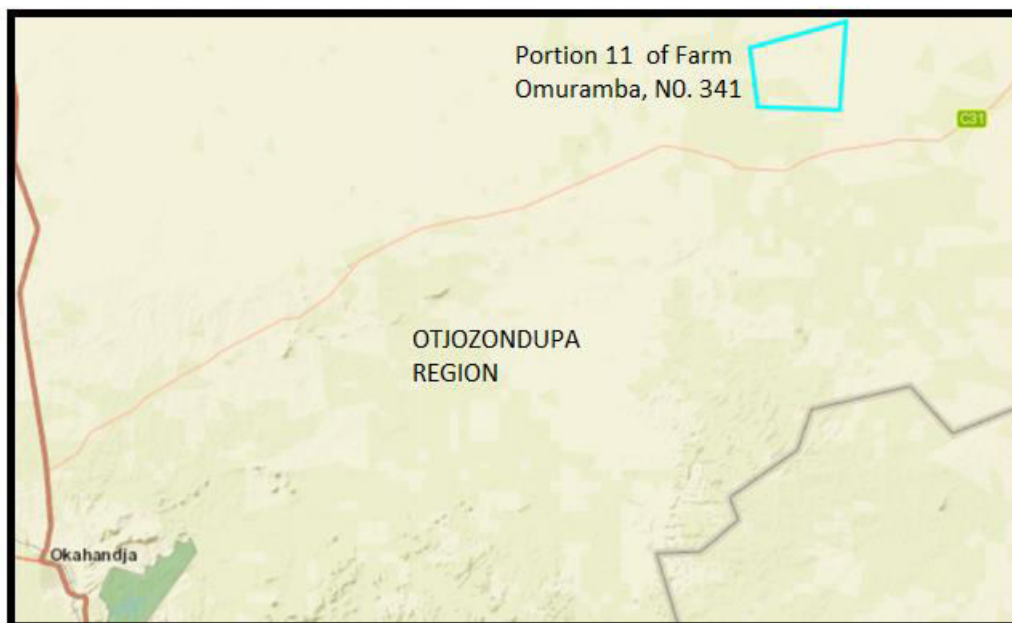 Portion 11 of Farm
Omuramba, N0. 341
C31
OTJOZONDUPA
REGION
Okahandja